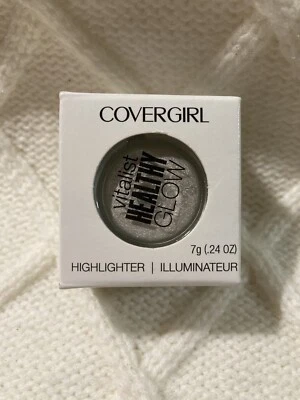 COVERGIRL
vitalist
HEALTHY
GLOW
7g (.24 OZ)
HIGHLIGHTER | ILLUMINATEUR